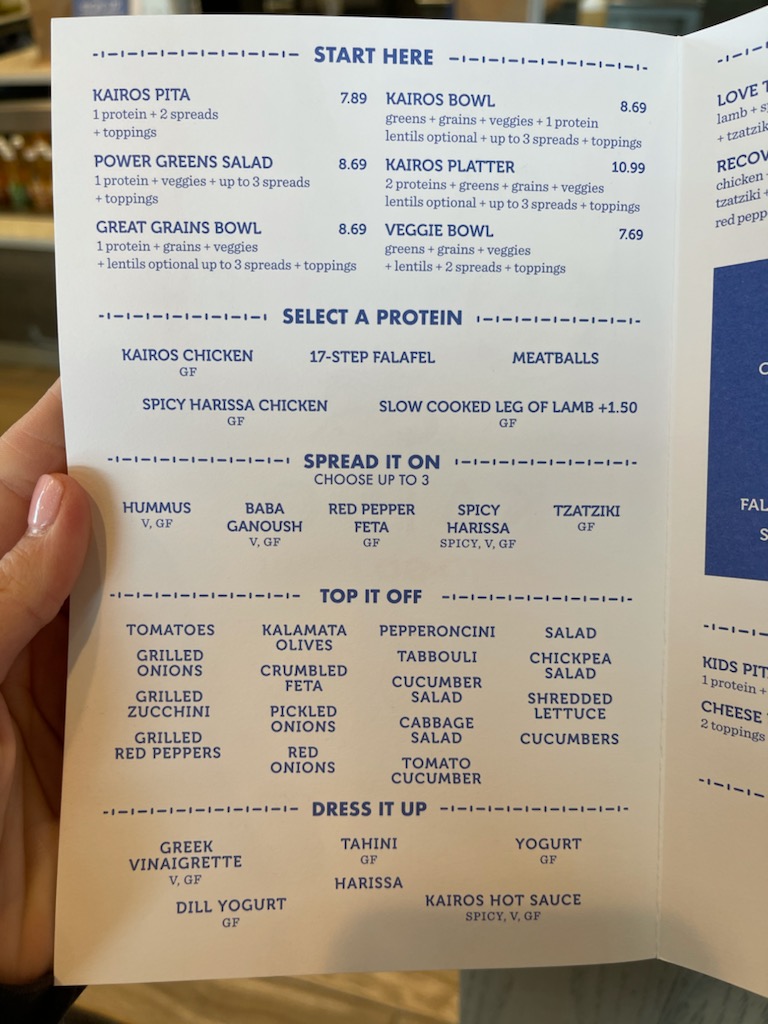 START HERE
KAIROS PITA 7.89
1 protein + 2 spreads
+ toppings
POWER GREENS SALAD 8.69
1 protein + veggies + up to 3 spreads
+ toppings
GREAT GRAINS BOWL 8.69
1 protein + grains + veggies
+ lentils optional up to 3 spreads + toppings
KAIROS BOWL 8.69
greens + grains + veggies + 1 protein
lentils optional + up to 3 spreads + toppings
KAIROS PLATTER 10.99
2 proteins + greens + grains + veggies
lentils optional + up to 3 spreads + toppings
VEGGIE BOWL 7.69
greens + grains + veggies
+ lentils + 2 spreads + toppings
SELECT A PROTEIN
KAIROS CHICKEN
GF
17-STEP FALAFEL
MEATBALLS
SPICY HARISSA CHICKEN
GF
SLOW COOKED LEG OF LAMB +1.50
GF
SPREAD IT ON
CHOOSE UP TO 3
HUMMUS
V, GF
BABA
GANOUSH
V, GF
RED PEPPER
FETA
GF
SPICY
HARISSA
SPICY, V, GF
TZATZIKI
GF
TOP IT OFF
TOMATOES
GRILLED
ONIONS
GRILLED
ZUCCHINI
GRILLED
RED PEPPERS
KALAMATA
OLIVES
CRUMBLED
FETA
PICKLED
ONIONS
RED
ONIONS
PEPPERONCINI
TABBOULI
CUCUMBER
SALAD
CABBAGE
SALAD
TOMATO
CUCUMBER
SALAD
CHICKPEA
SALAD
SHREDDED
LETTUCE
CUCUMBERS
DRESS IT UP
GREEK
VINAIGRETTE
V, GF
TAHINI
GF
YOGURT
GF
HARISSA
DILL YOGURT
GF
KAIROS HOT SAUCE
SPICY, V, GF
LOVE
lamb +
+
RECOV
chicken
tzatziki +
red pepp
FAL
S
KIDS PIT
1 protein +
CHEESE
2 toppings